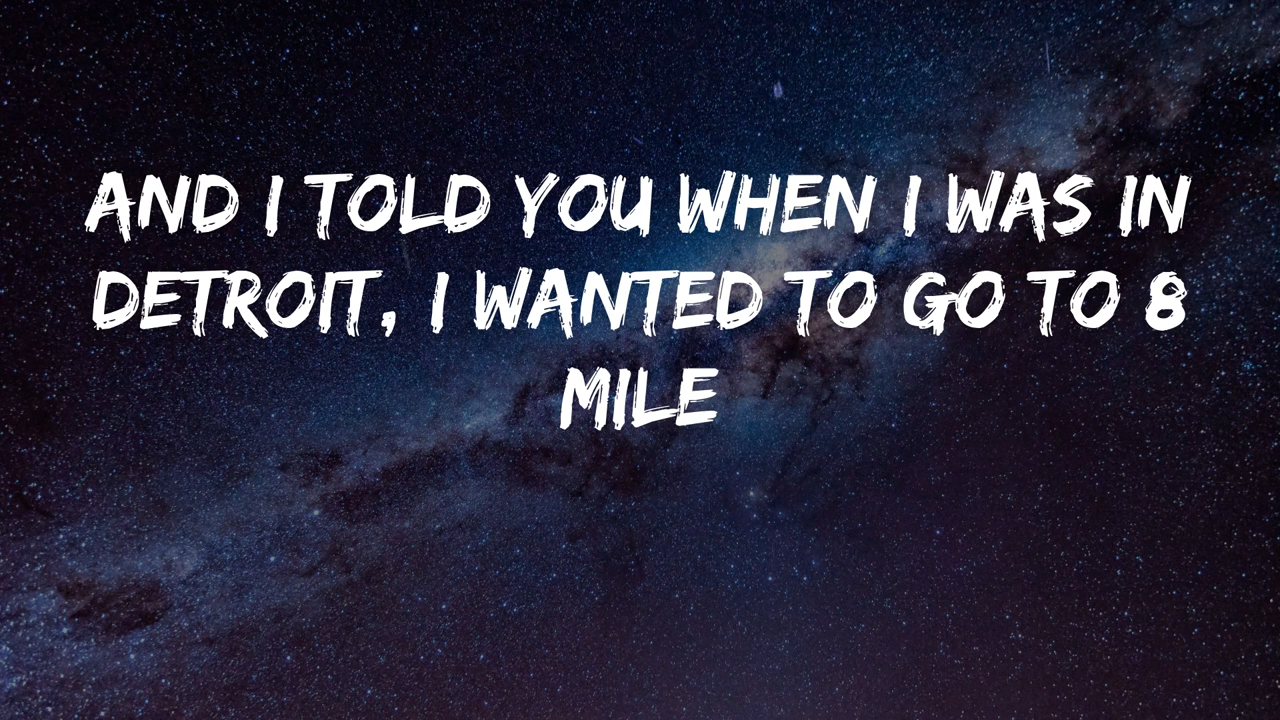 AND I TOLD YOU WHEN I WAS IN
DETROIT, I WANTED TO GO TO 8
MILE